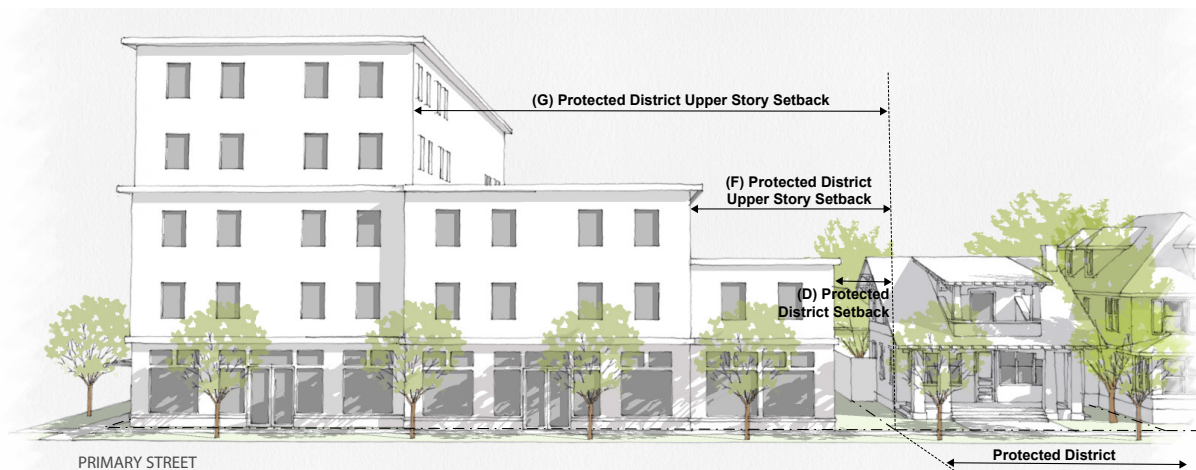 (G) Protected District Upper Story Setback
(F) Protected District
Upper Story Setback
(D) Protected
District Setback
PRIMARY STREET
Protected District